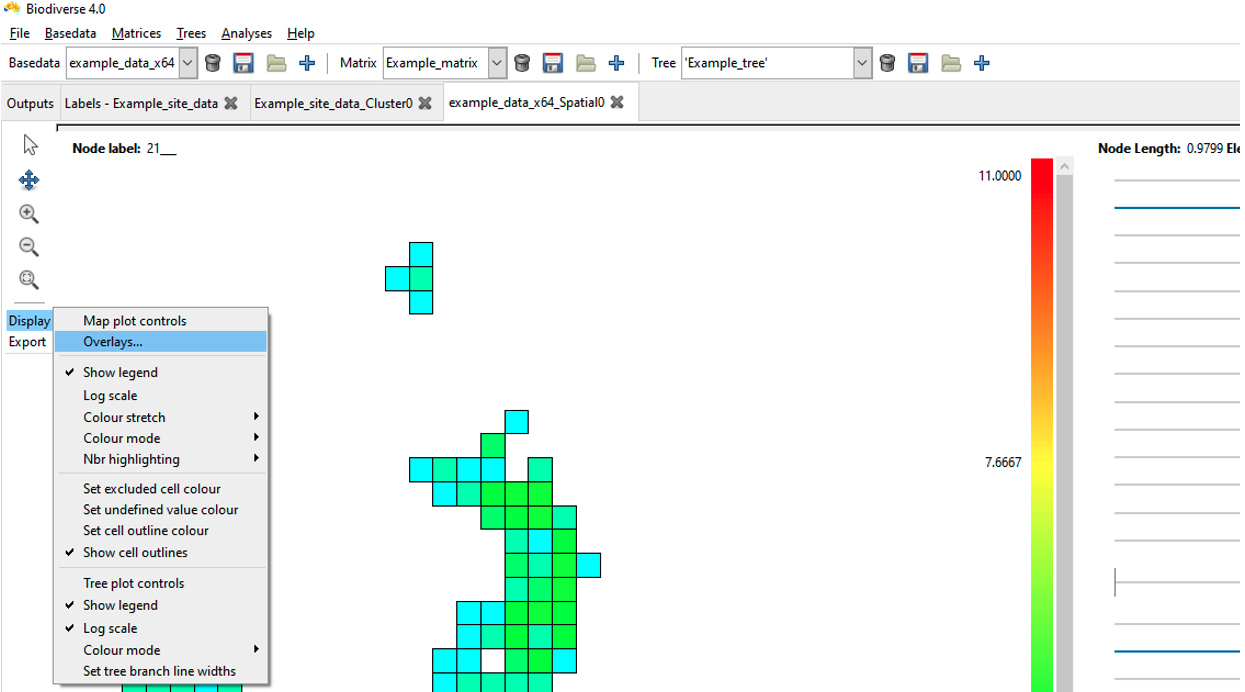 Biodiverse 4.0
File Basedata Matrices Trees Analyses Help
Basedata example_data_x64 Matrix Example_matrix Tree 'Example_tree'
Outputs Labels - Example_site_data Example_site_data_Cluster0 example_data_x64_Spatial0
Node label: 21___ Node Length: 0.9799 Ele
11.0000
Display
Export
Map plot controls
Overlays...
Show legend
Log scale
Colour stretch
Colour mode
Nbr highlighting
7.6667
Set excluded cell colour
Set undefined value colour
Set cell outline colour
Show cell outlines
Tree plot controls
Show legend
Log scale
Colour mode
Set tree branch line widths